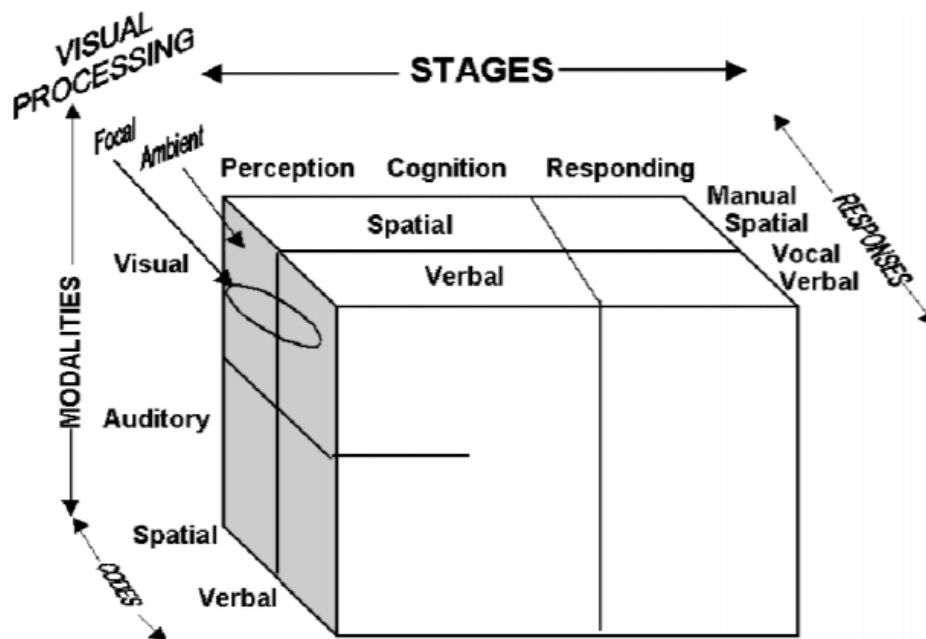 VISUAL
PROCESSING
STAGES
Focal
Ambient
Perception
Cognition
Responding
Manual
Spatial
Vocal
Verbal
RESPONSES
Spatial
Verbal
Visual
MODALITIES
Auditory
Spatial
Verbal
CODES